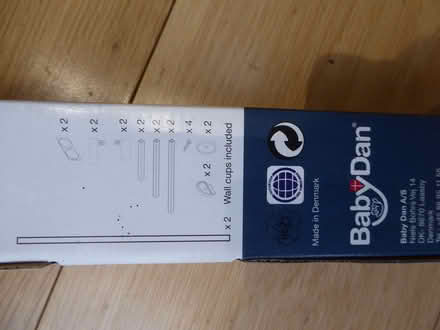 x 2
x 2
x 2
x 2
x 2
x 2
x 4
x 2
x 2
Wall cups included
x 2
Made in Denmark
BabyDan®
Baby Dan A/S
Niels Bohrs Vej 14
DK- 8670 Laasby
Denmark